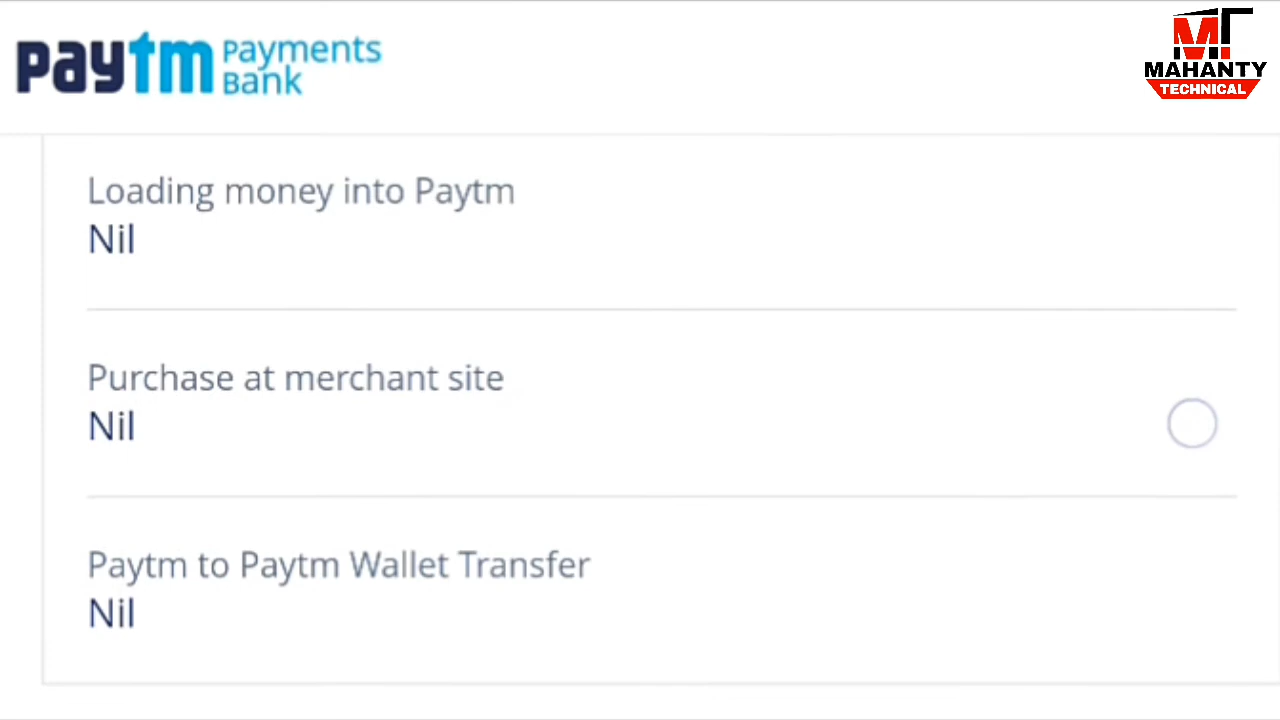 paytm Payments Bank
MT
MAHANTY
TECHNICAL
Loading money into Paytm
Nil
Purchase at merchant site
Nil
Paytm to Paytm Wallet Transfer
Nil